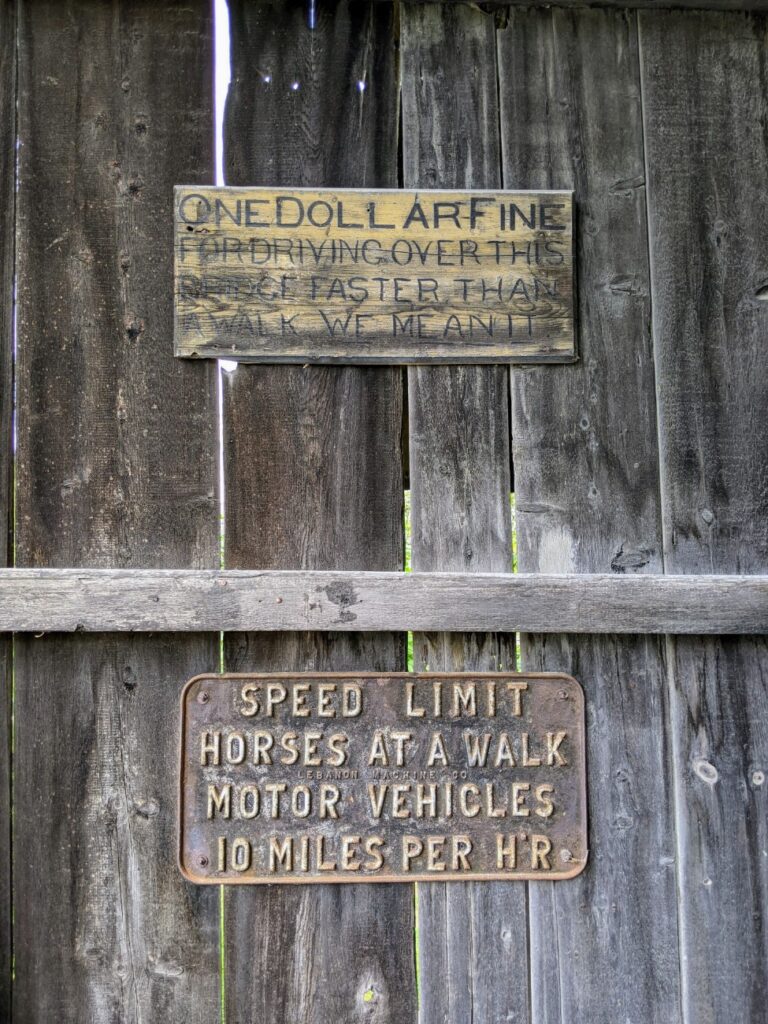 ONE DOLLAR FINE
FOR DRIVING OVER THIS
BRIDGE FASTER THAN
A WALK WE MEAN IT
SPEED LIMIT
HORSES AT A WALK
LEBANON MACHINE CO
MOTOR VEHICLES
10 MILES PER H'R